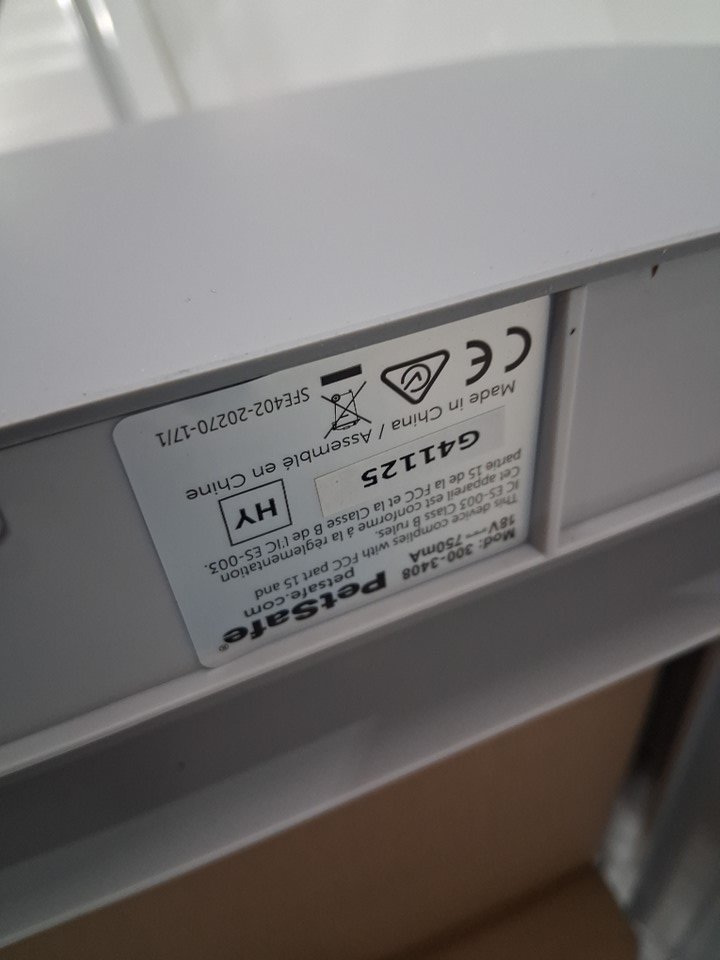 PetSafe®
petsafe.com
Mod: 300-3408
18V⎓750mA
This device complies with FCC part 15 and
IC ES-003 Class B rules.
Cet appareil est conforme à la règlementation
partie 15 de la FCC et la Classe B de l'IC ES-003.
G41125
HY
Made in China / Assemblé en Chine
CE
SFE402-20270-17/1